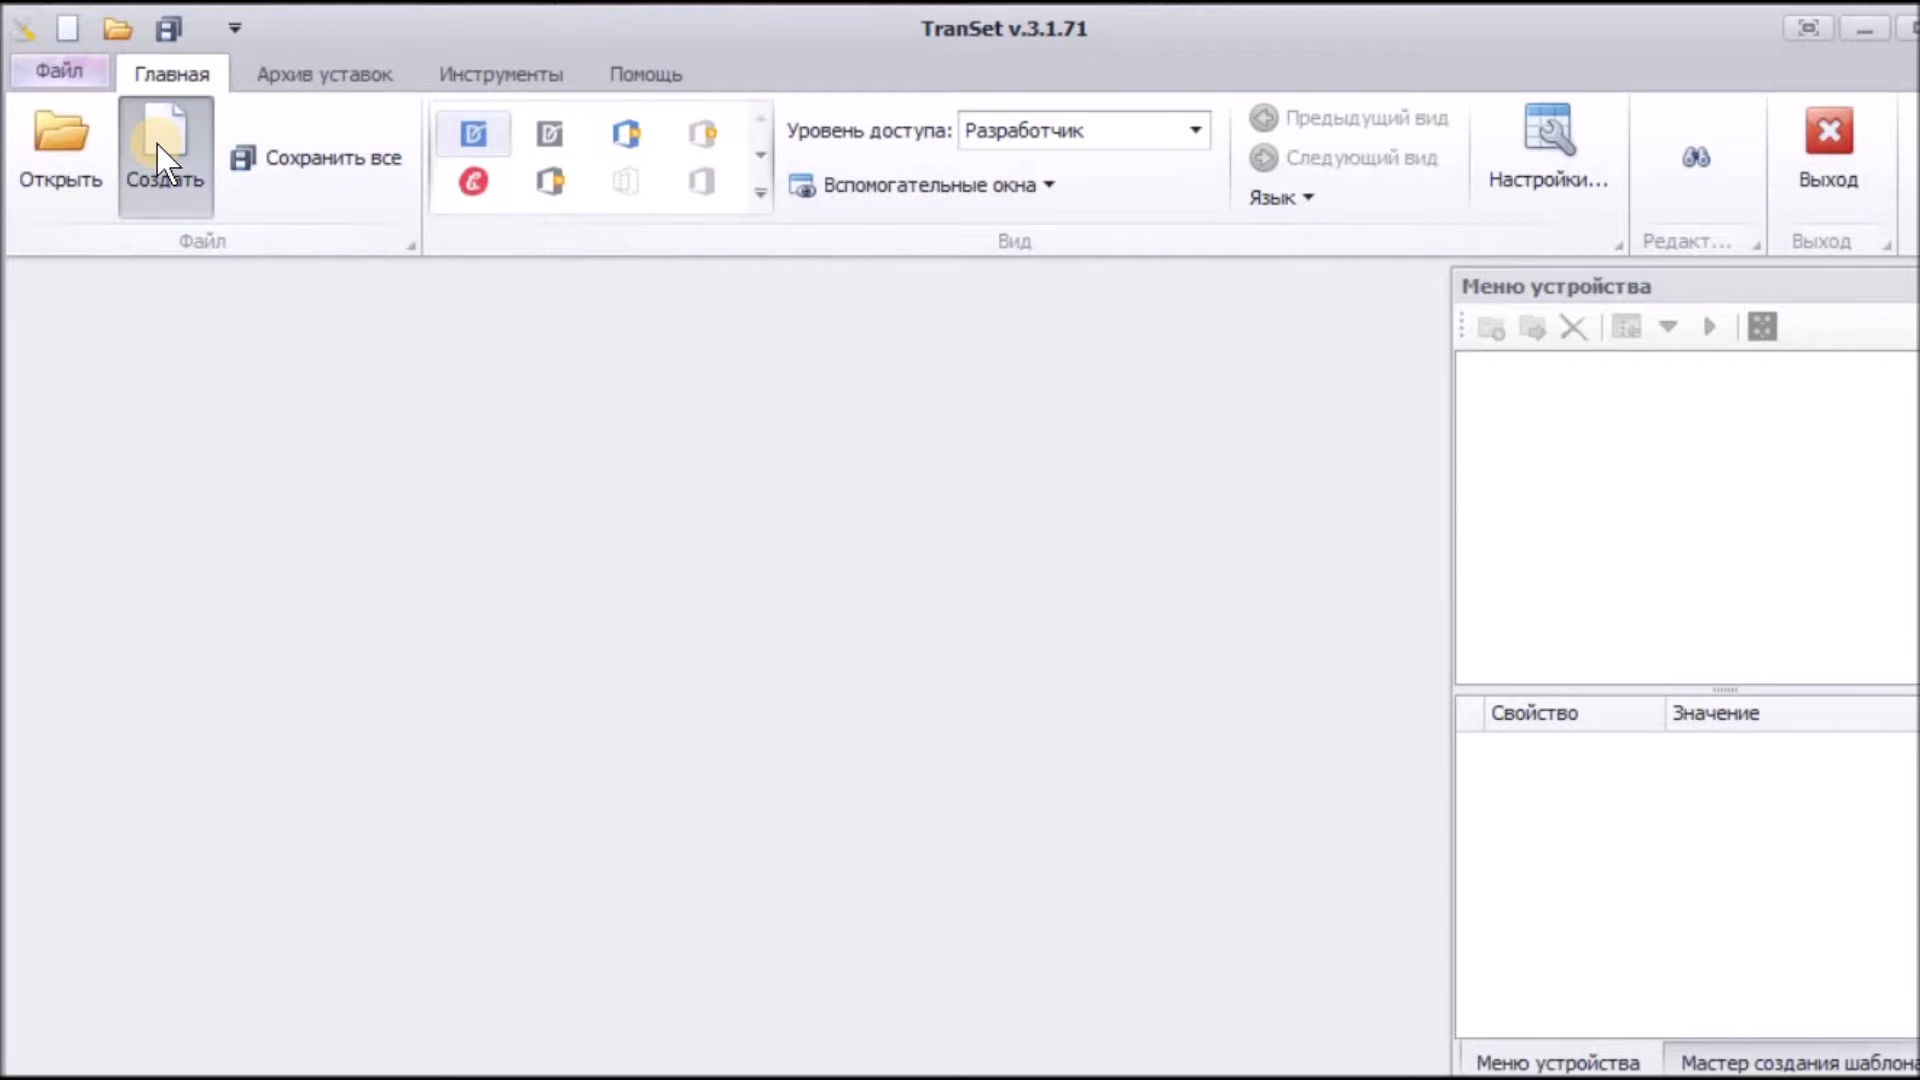 TranSet v.3.1.71
Файл
Главная
Архив уставок
Инструменты
Помощь
Открыть
Создать
Сохранить все
Файл
Уровень доступа:
Разработчик
Вспомогательные окна
Вид
Предыдущий вид
Следующий вид
Язык
Настройки...
Редакт...
Выход
Выход
Меню устройства
Свойство
Значение
Меню устройства
Мастер создания шаблона